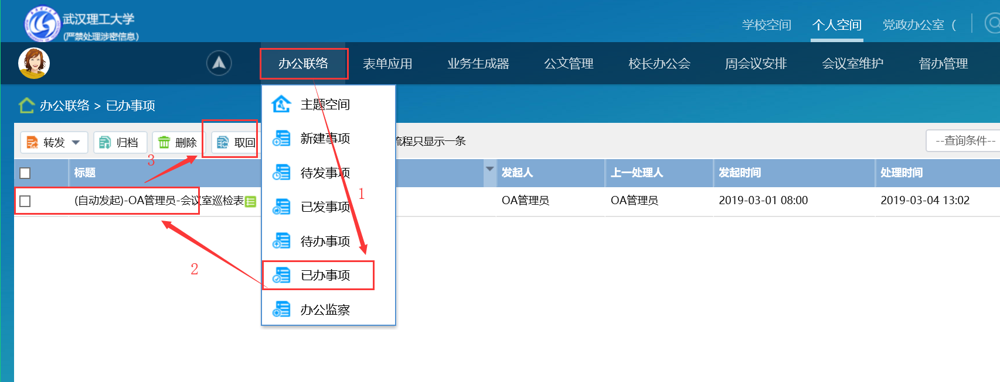 武汉理工大学
(严禁处理涉密信息)
学校空间 个人空间 党政办公室（
办公联络 表单应用 业务生成器 公文管理 校长办公会 周会议安排 会议室维护 督办管理
办公联络 > 已办事项
主题空间
新建事项
待发事项
已发事项
待办事项
已办事项
办公监察
转发 归档 删除 取回 流程只显示一条 --查询条件--
标题 发起人 上一处理人 发起时间 处理时间
(自动发起)-OA管理员-会议室巡检表 OA管理员 OA管理员 2019-03-01 08:00 2019-03-04 13:02
1
2
3